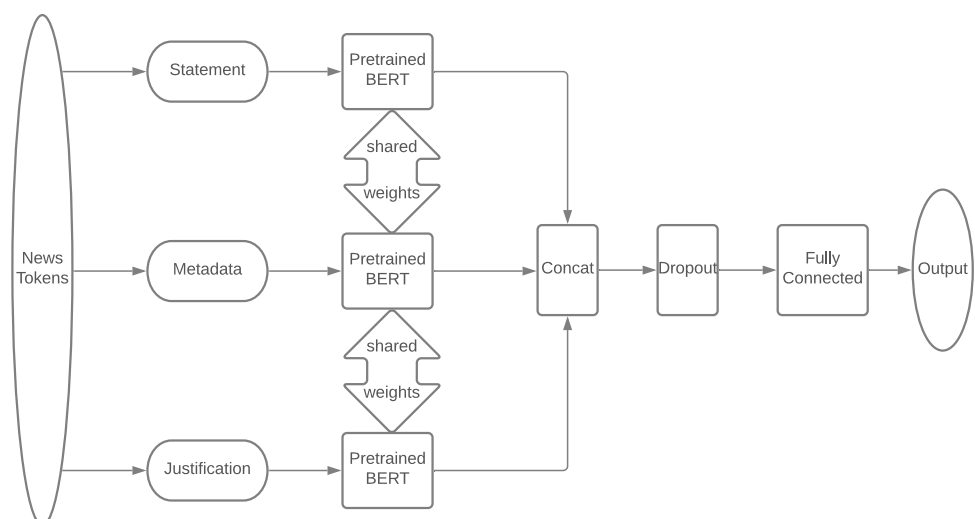 News
Tokens
Statement
Pretrained
BERT
shared
weights
Metadata
Pretrained
BERT
shared
weights
Justification
Pretrained
BERT
Concat
Dropout
Fully
Connected
Output